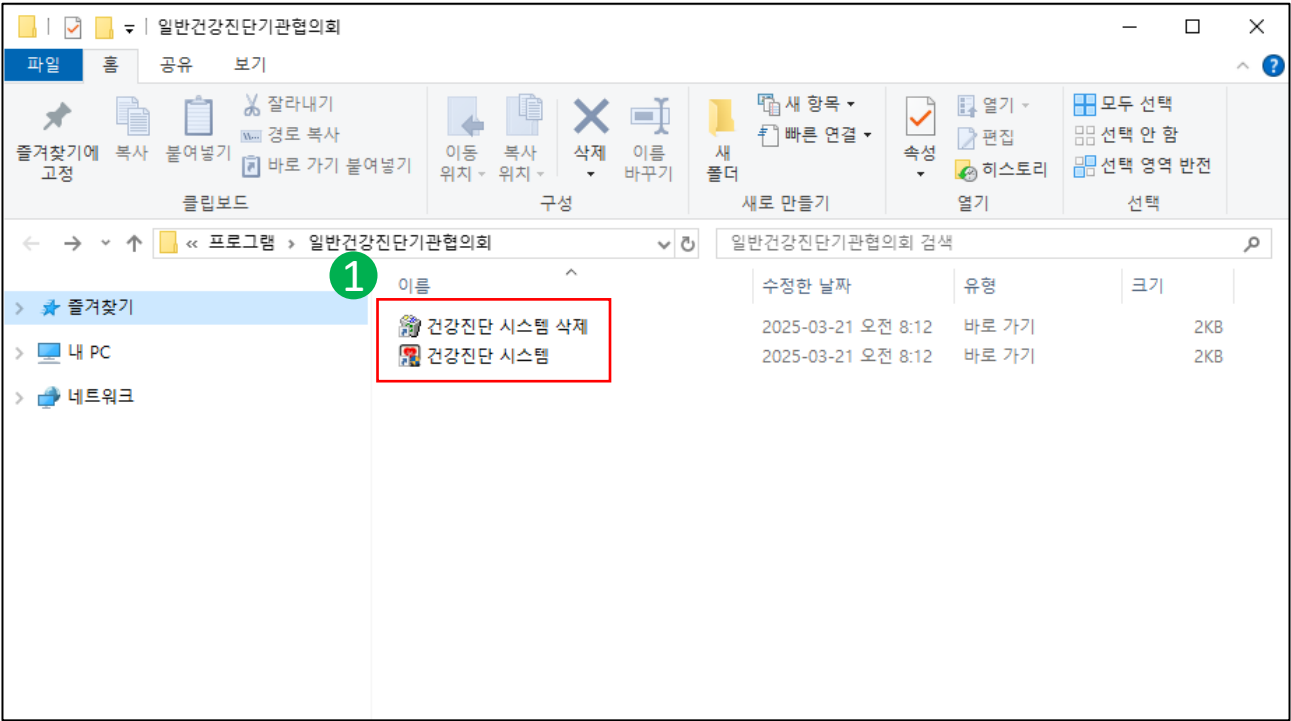 일반건강진단기관협의회
파일 홈 공유 보기
즐겨찾기에 고정
복사
붙여넣기
잘라내기
경로 복사
바로 가기 붙여넣기
클립보드
이동 위치
복사 위치
삭제
이름 바꾸기
구성
새 폴더
새 항목
빠른 연결
새로 만들기
속성
열기
편집
히스토리
열기
모두 선택
선택 안 함
선택 영역 반전
선택
« 프로그램 › 일반건강진단기관협의회
일반건강진단기관협의회 검색
1
이름 수정한 날짜 유형 크기
즐겨찾기
내 PC
네트워크
건강진단 시스템 삭제 2025-03-21 오전 8:12 바로 가기 2KB
건강진단 시스템 2025-03-21 오전 8:12 바로 가기 2KB